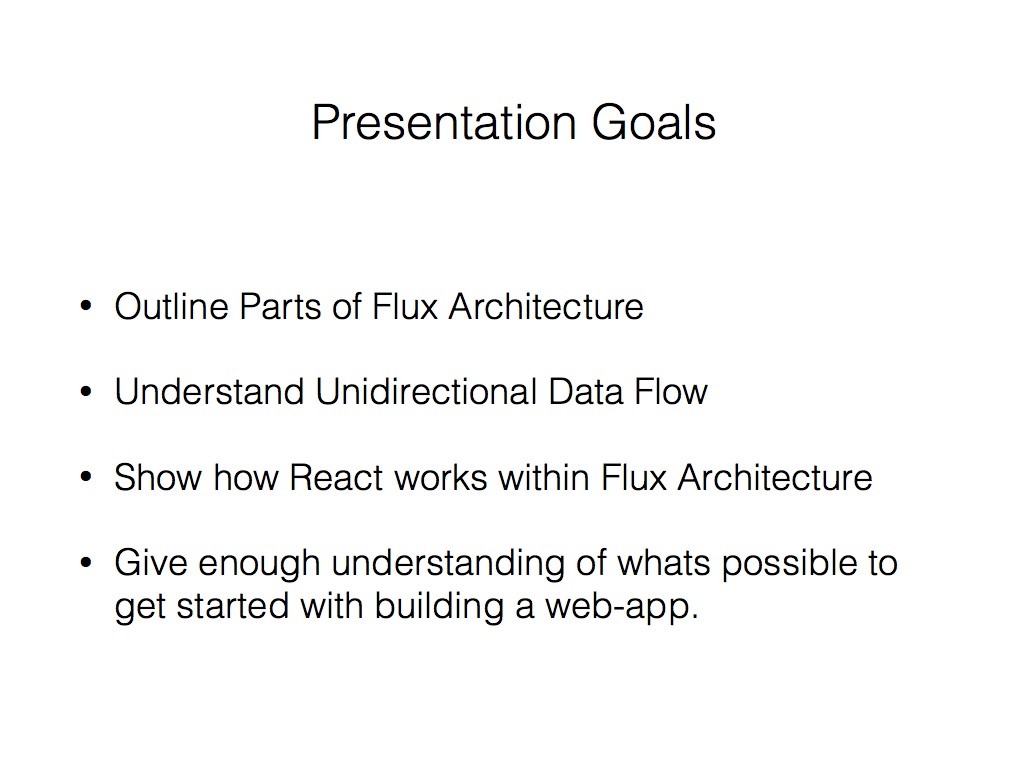 Presentation Goals
• Outline Parts of Flux Architecture
• Understand Unidirectional Data Flow
• Show how React works within Flux Architecture
• Give enough understanding of whats possible to
get started with building a web-app.